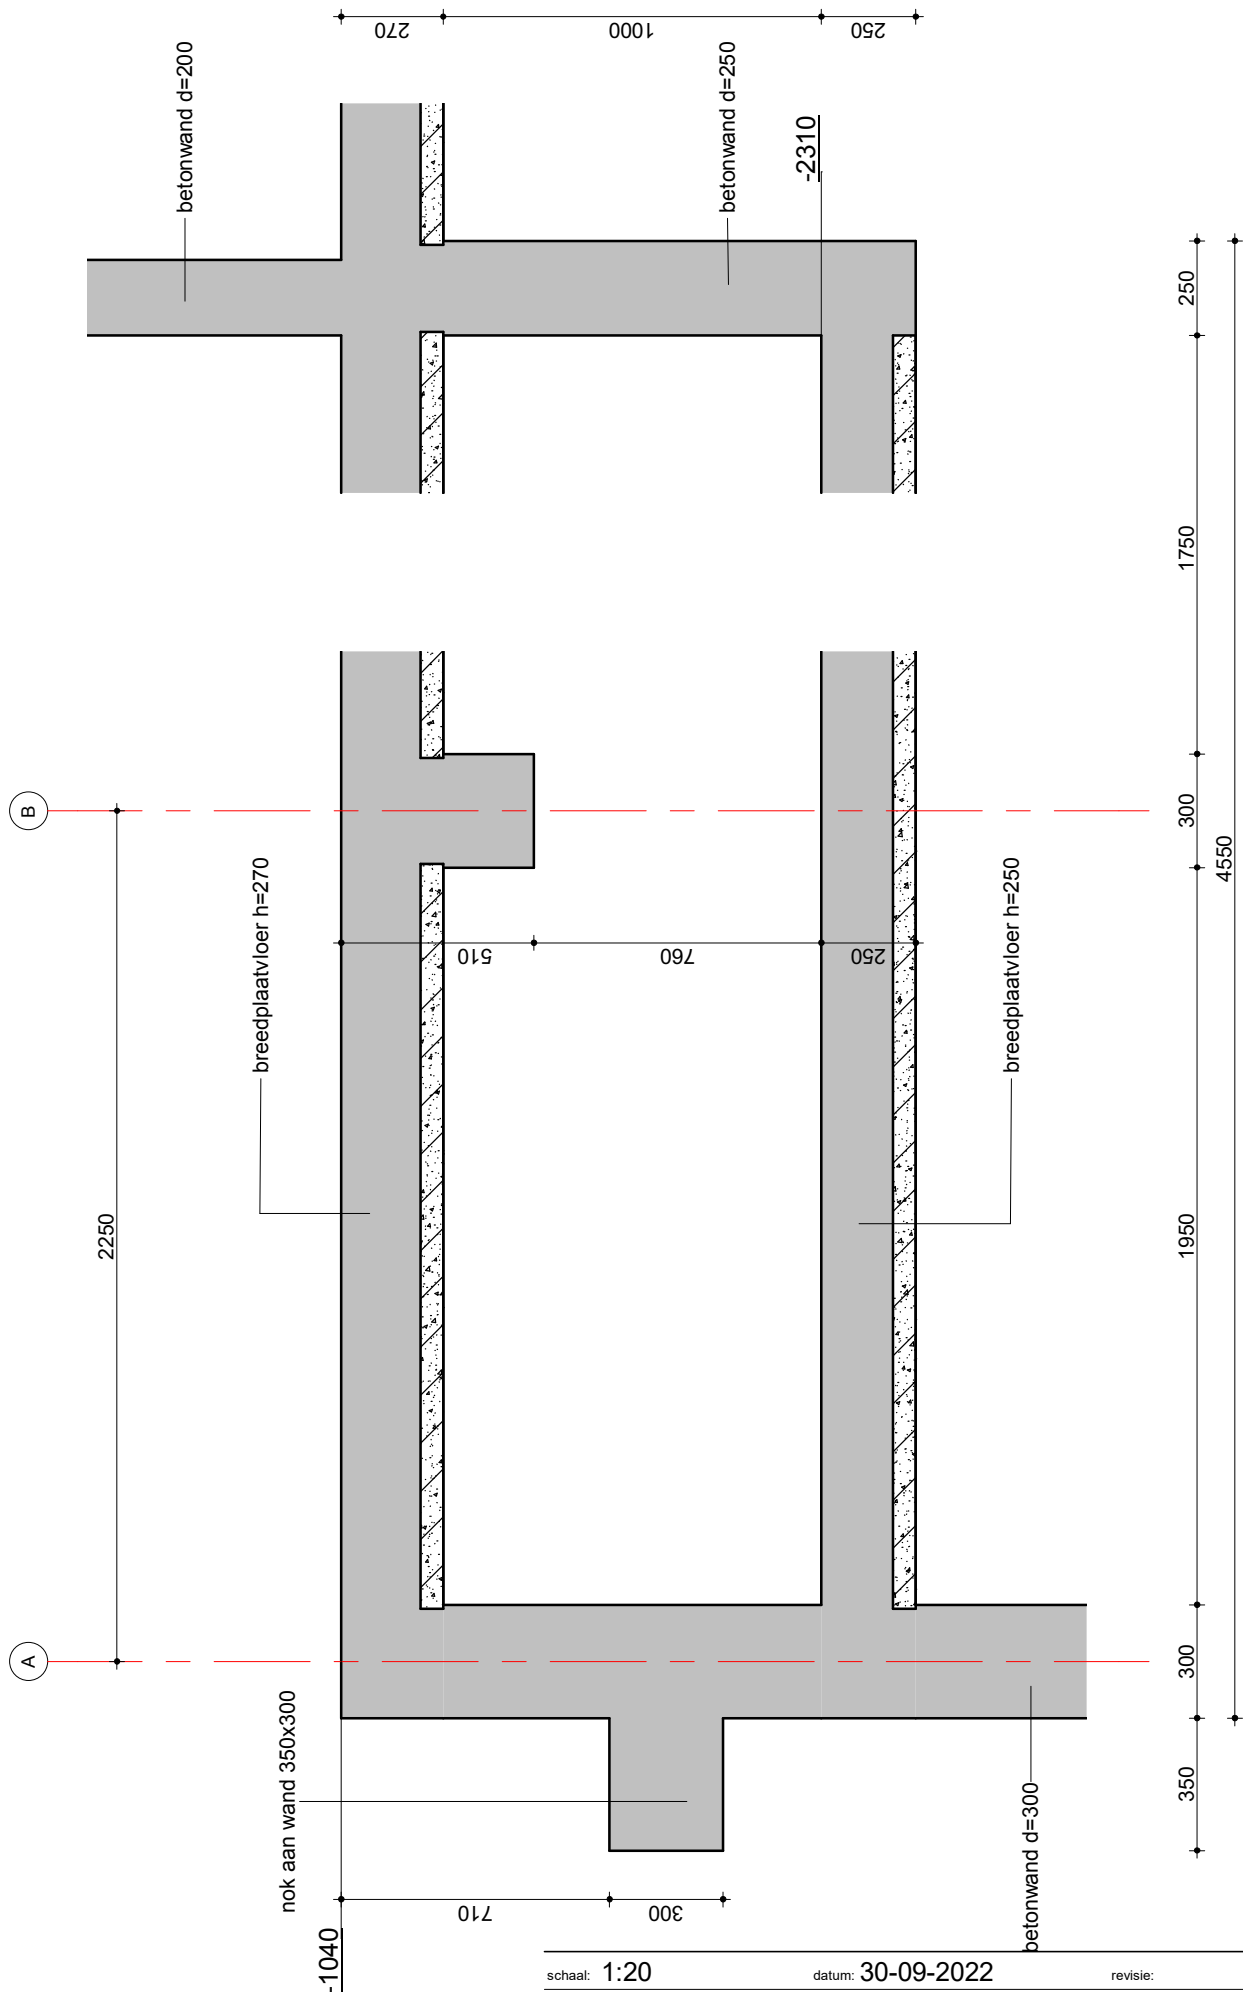 270
1000
250
betonwand d=200
betonwand d=250
-2310
250
1750
300
4550
1950
300
350
B
A
2250
breedplaatvloer h=270
510
760
250
breedplaatvloer h=250
nok aan wand 350x300
betonwand d=300
710
300
-1040
schaal: 1:20 datum: 30-09-2022 revisie: